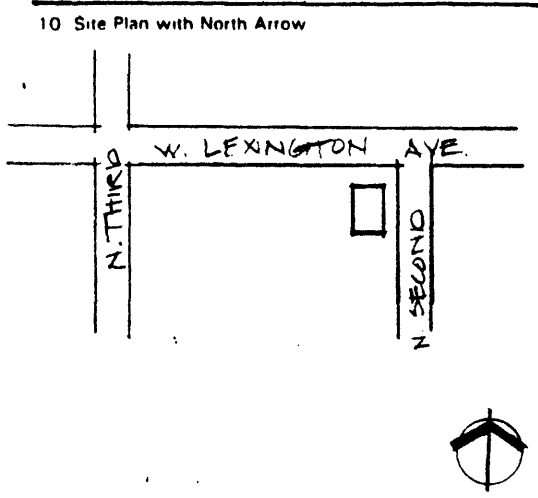 10 Site Plan with North Arrow
W. LEXINGTON AVE.
N. THIRD
N. SECOND